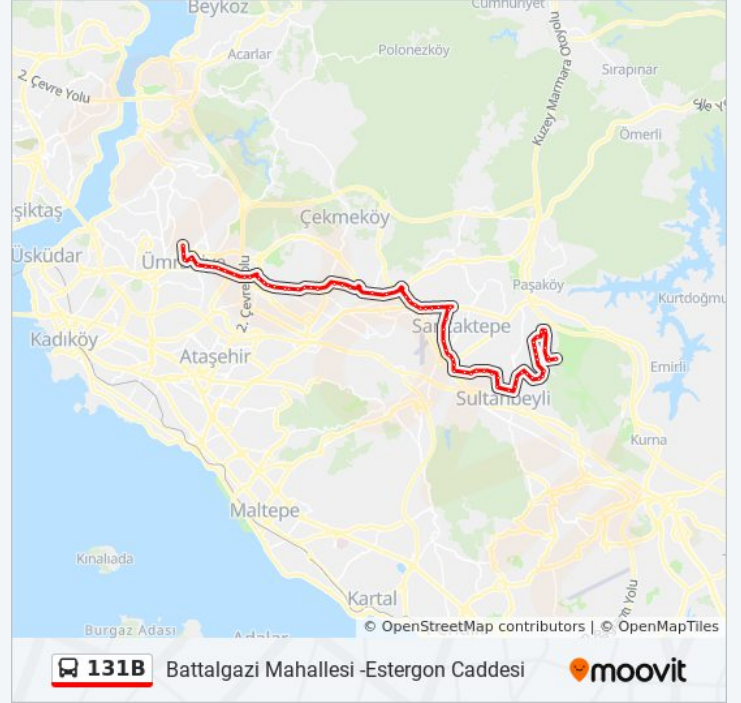 Beykoz
Cumhuriyet
Acarlar
Polonezköy
2. Çevre Yolu
Sırapınar
Kuzey Marmara Otoyolu
Ömerli
şiktaş
Çekmeköy
Üsküdar
Paşaköy
2. Çevre Yolu
Kurtdoğmu
Sancaktepe
Kadıköy
Ataşehir
Emirli
Sultanbeyli
Kurna
Maltepe
Kınalıada
Kartal
Burgaz Adası
© OpenStreetMap contributors | © OpenMapTiles
131B Battalgazi Mahallesi -Estergon Caddesi moovit